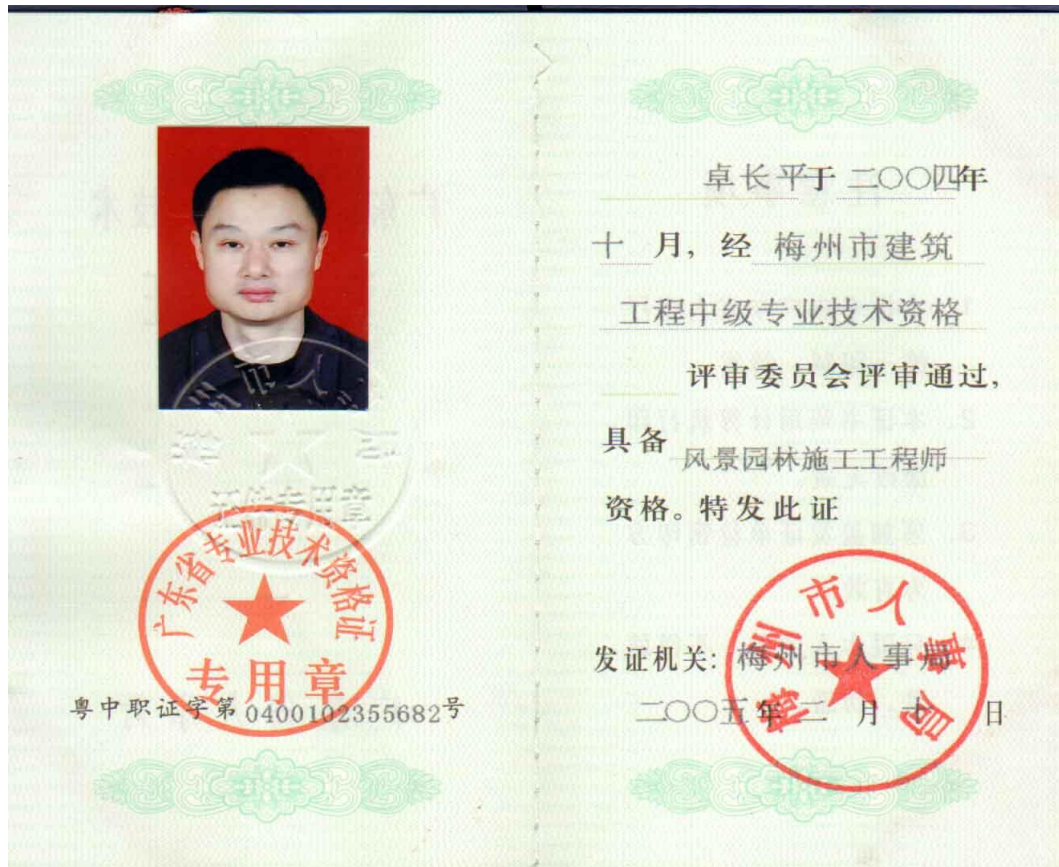 广东省专业技术资格证
专用章
粤中职证字第0400102355682号
卓长平于二〇〇四年
十月，经 梅州市建筑
工程中级专业技术资格
评审委员会评审通过，
具备 风景园林施工工程师
资格。特发此证
梅州市人事局
发证机关: 梅州市人事局
二〇〇五年 二 月 日